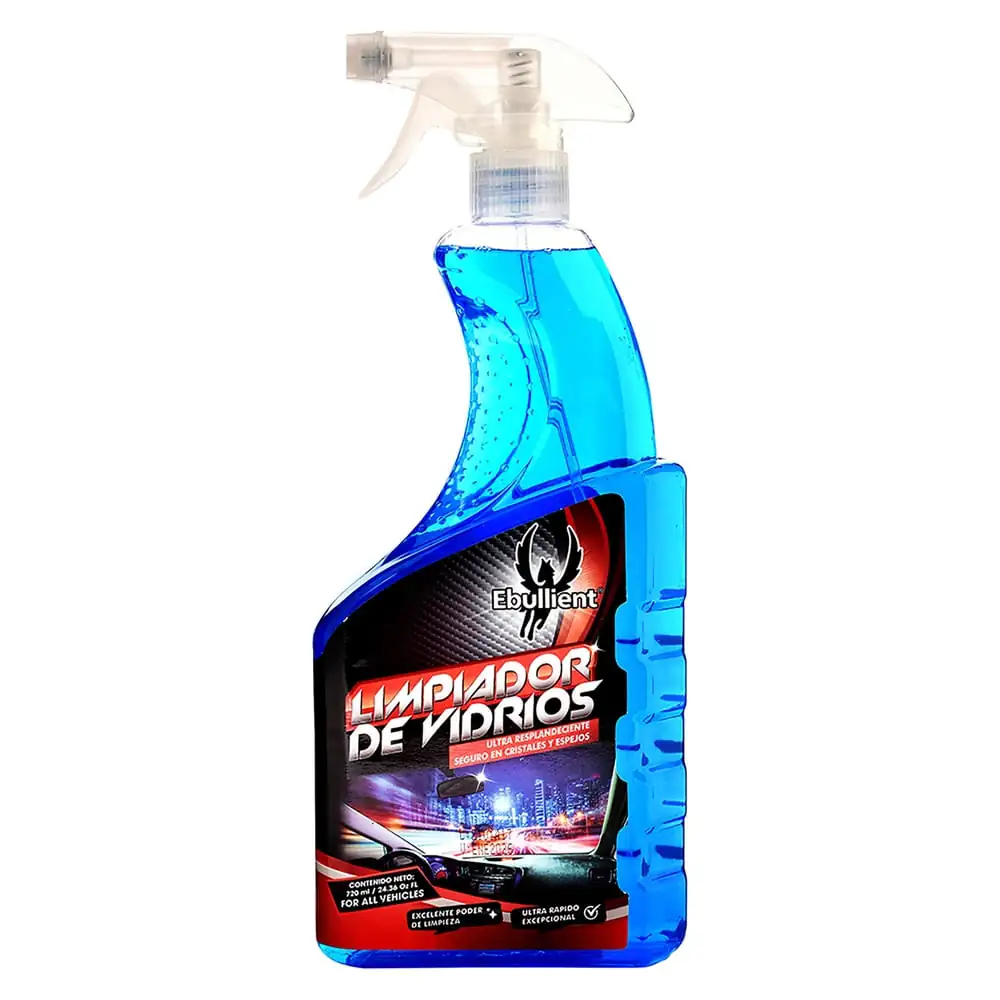 Ebullient
LIMPIADOR
DE VIDRIOS
ULTRA RESPLANDECIENTE
SEGURO EN CRISTALES Y ESPEJOS
CONTENIDO NETO:
720 ml / 24.36 Oz FL
FOR ALL VEHICLES
EXCELENTE PODER
DE LIMPIEZA
ULTRA RAPIDO
EXCEPCIONAL